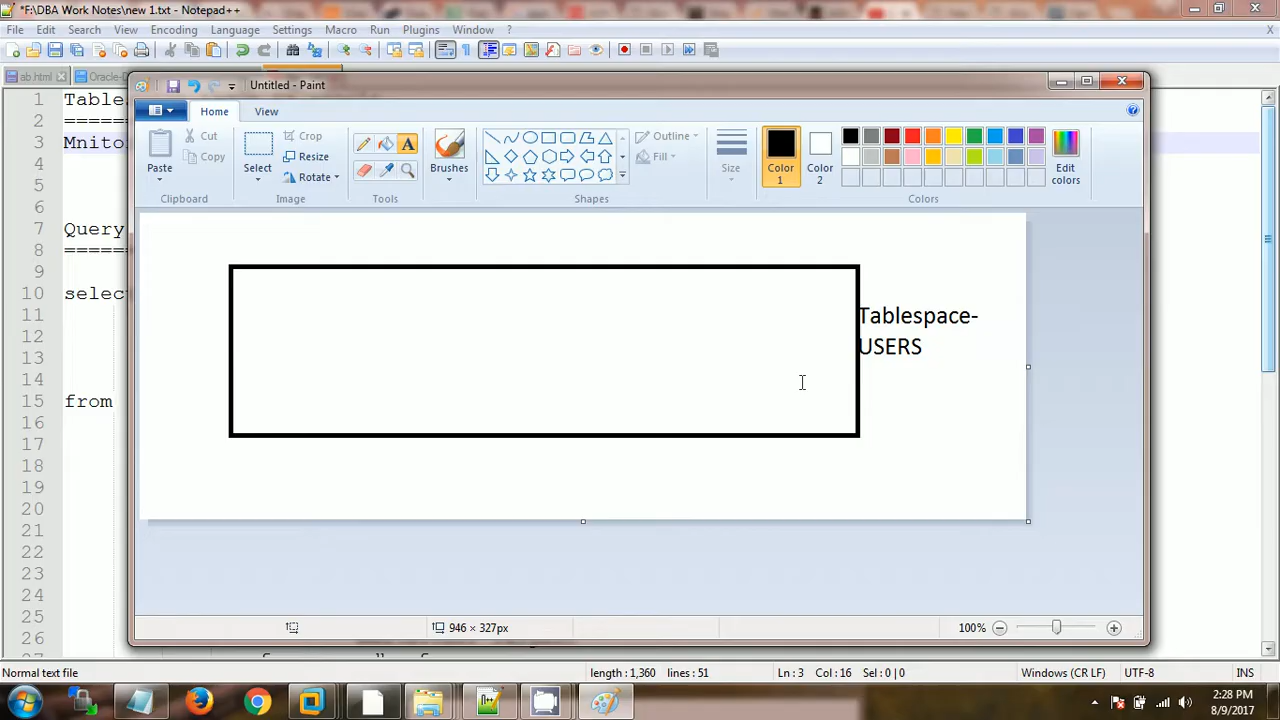 *F:\DBA Work Notes\new 1.txt - Notepad++
File Edit Search View Encoding Language Settings Macro Run Plugins Window ? X
ab.html Oracle-D
Untitled - Paint
Home View
Cut
Copy
Paste
Clipboard
Select
Crop
Resize
Rotate
Image
A
Tools
Brushes
Outline
Fill
Shapes
Size
Color 1
Color 2
Edit colors
Colors
1 Table
2 =====
3 Mnito
4
5
6
7 Query
8 =====
9
10 select
11
12
13
14
15 from
16
17
18
19
20
21
22
23
24
25
26
27
Tablespace-
USERS
946 × 327px 100%
Normal text file length : 1,360 lines : 51 Ln : 3 Col : 16 Sel : 0 | 0 Windows (CR LF) UTF-8 INS
2:28 PM
8/9/2017